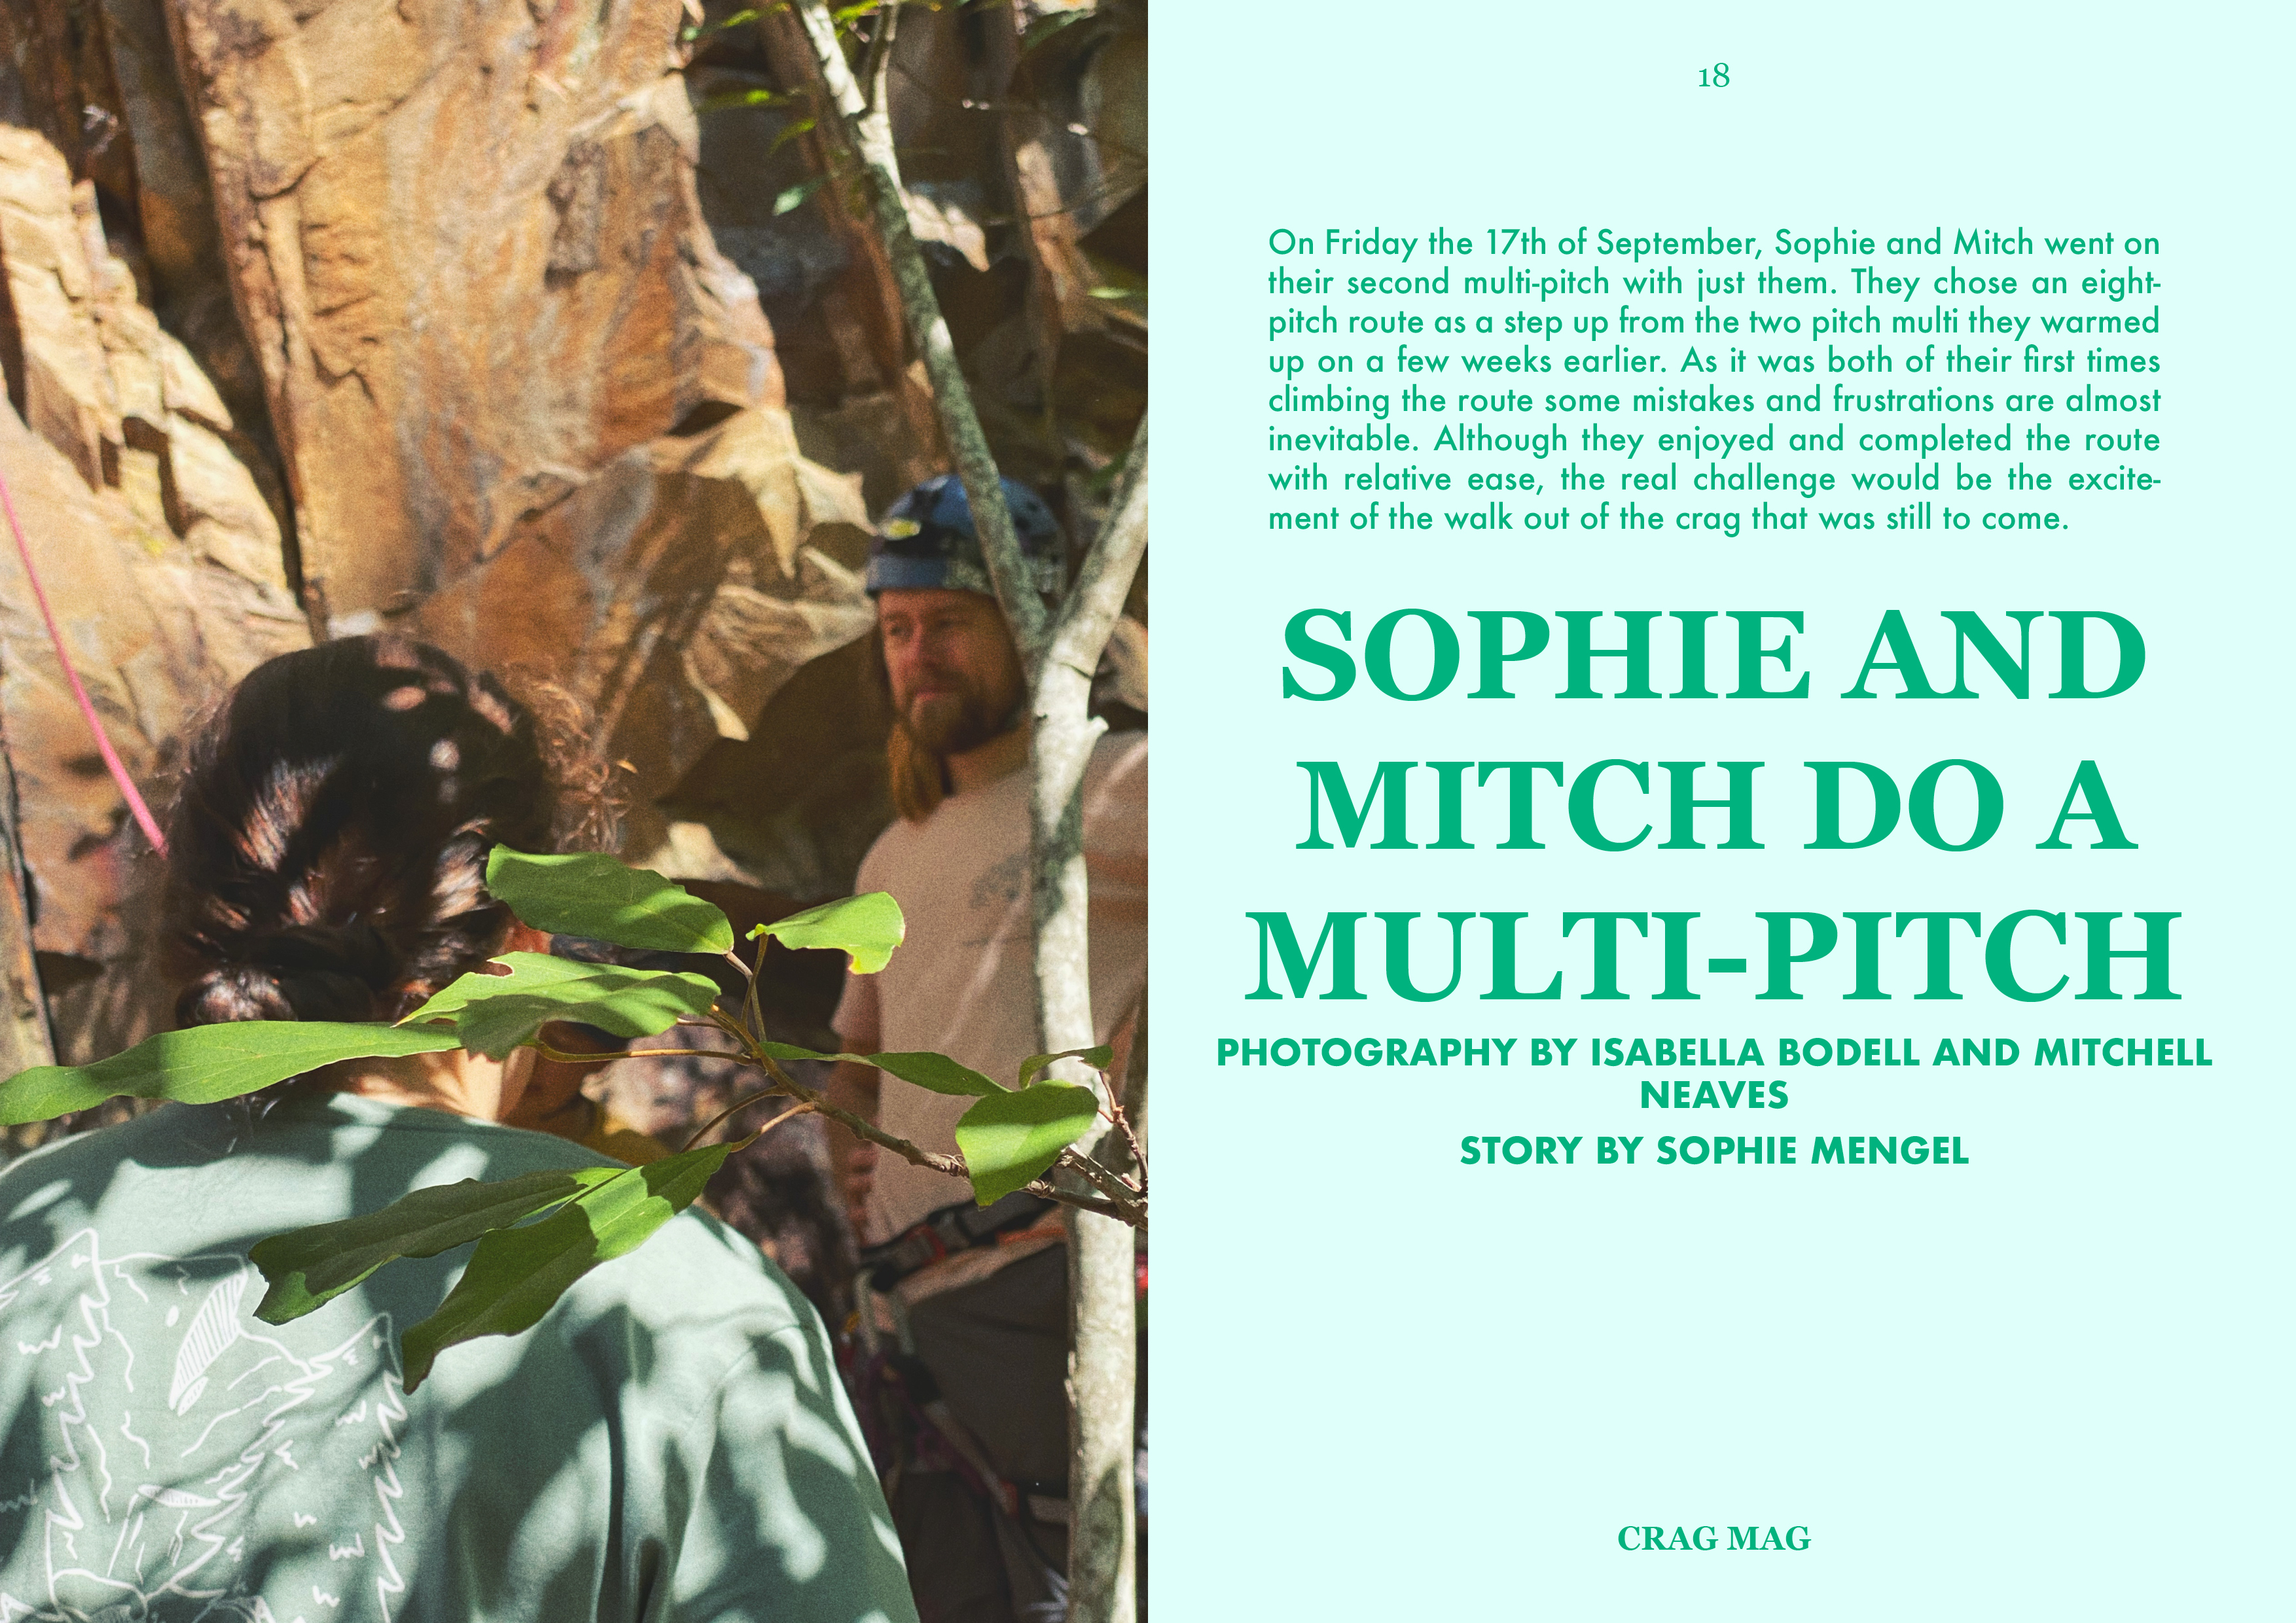 18
On Friday the 17th of September, Sophie and Mitch went on
their second multi-pitch with just them. They chose an eight-
pitch route as a step up from the two pitch multi they warmed
up on a few weeks earlier. As it was both of their first times
climbing the route some mistakes and frustrations are almost
inevitable. Although they enjoyed and completed the route
with relative ease, the real challenge would be the excite-
ment of the walk out of the crag that was still to come.
SOPHIE AND
MITCH DO A
MULTI-PITCH
PHOTOGRAPHY BY ISABELLA BODELL AND MITCHELL
NEAVES
STORY BY SOPHIE MENGEL
CRAG MAG